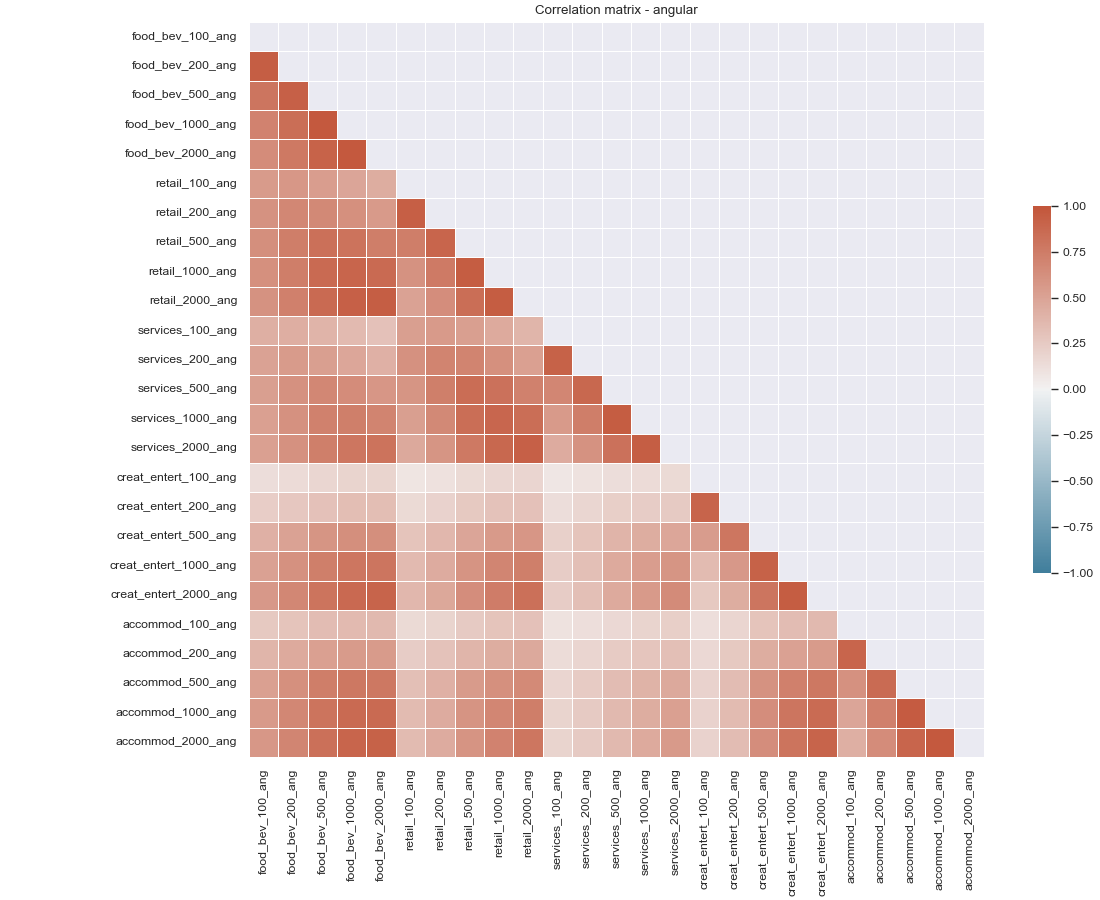 Correlation matrix - angular
food_bev_100_ang
food_bev_200_ang
food_bev_500_ang
food_bev_1000_ang
food_bev_2000_ang
retail_100_ang
retail_200_ang
retail_500_ang
retail_1000_ang
retail_2000_ang
services_100_ang
services_200_ang
services_500_ang
services_1000_ang
services_2000_ang
creat_entert_100_ang
creat_entert_200_ang
creat_entert_500_ang
creat_entert_1000_ang
creat_entert_2000_ang
accommod_100_ang
accommod_200_ang
accommod_500_ang
accommod_1000_ang
accommod_2000_ang
food_bev_100_ang
food_bev_200_ang
food_bev_500_ang
food_bev_1000_ang
food_bev_2000_ang
retail_100_ang
retail_200_ang
retail_500_ang
retail_1000_ang
retail_2000_ang
services_100_ang
services_200_ang
services_500_ang
services_1000_ang
services_2000_ang
creat_entert_100_ang
creat_entert_200_ang
creat_entert_500_ang
creat_entert_1000_ang
creat_entert_2000_ang
accommod_100_ang
accommod_200_ang
accommod_500_ang
accommod_1000_ang
accommod_2000_ang
1.00
0.75
0.50
0.25
0.00
−0.25
−0.50
−0.75
−1.00